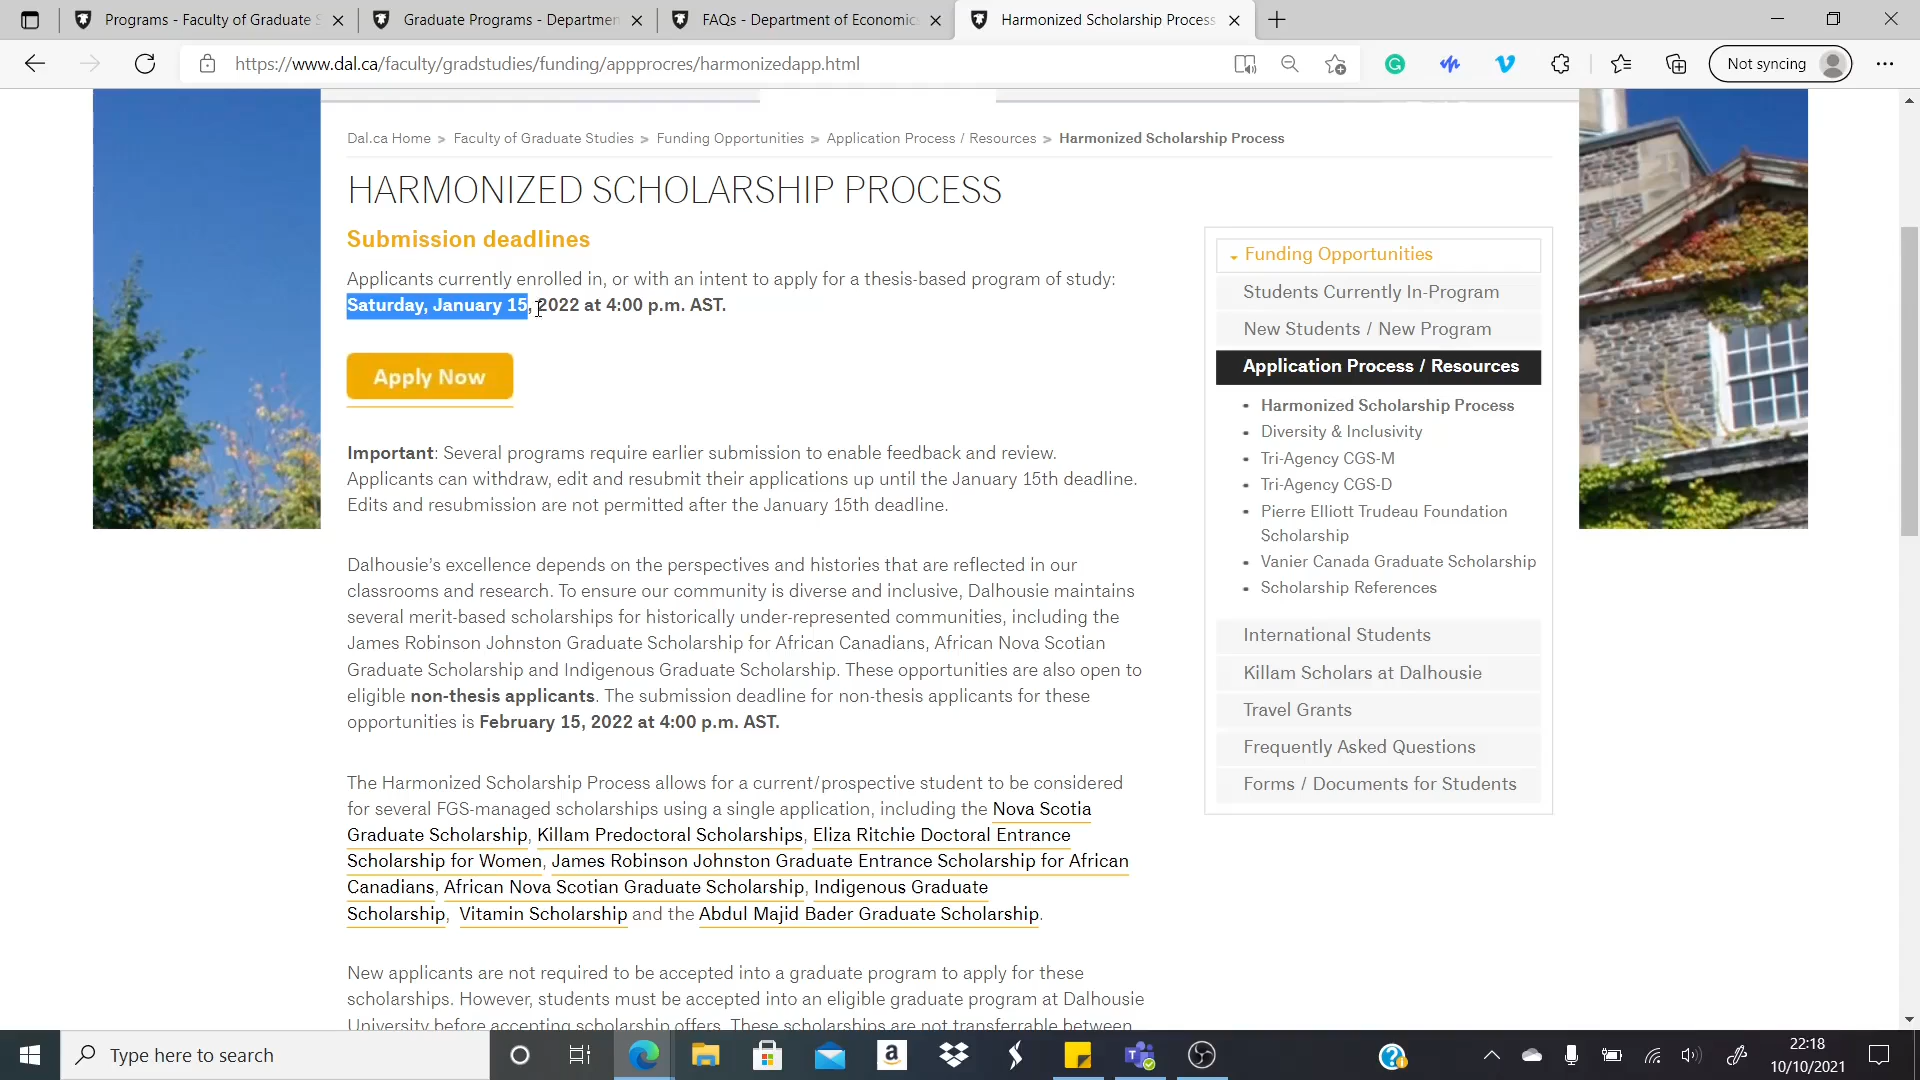 Programs - Faculty of Graduate S
Graduate Programs - Departmen
FAQs - Department of Economic
Harmonized Scholarship Process
https://www.dal.ca/faculty/gradstudies/funding/appprocres/harmonizedapp.html
Not syncing
Dal.ca Home > Faculty of Graduate Studies > Funding Opportunities > Application Process / Resources > Harmonized Scholarship Process
HARMONIZED SCHOLARSHIP PROCESS
Submission deadlines
Applicants currently enrolled in, or with an intent to apply for a thesis-based program of study:
Saturday, January 15, 2022 at 4:00 p.m. AST.
Apply Now
Important: Several programs require earlier submission to enable feedback and review.
Applicants can withdraw, edit and resubmit their applications up until the January 15th deadline.
Edits and resubmission are not permitted after the January 15th deadline.
Dalhousie's excellence depends on the perspectives and histories that are reflected in our
classrooms and research. To ensure our community is diverse and inclusive, Dalhousie maintains
several merit-based scholarships for historically under-represented communities, including the
James Robinson Johnston Graduate Scholarship for African Canadians, African Nova Scotian
Graduate Scholarship and Indigenous Graduate Scholarship. These opportunities are also open to
eligible non-thesis applicants. The submission deadline for non-thesis applicants for these
opportunities is February 15, 2022 at 4:00 p.m. AST.
The Harmonized Scholarship Process allows for a current/prospective student to be considered
for several FGS-managed scholarships using a single application, including the Nova Scotia
Graduate Scholarship, Killam Predoctoral Scholarships, Eliza Ritchie Doctoral Entrance
Scholarship for Women, James Robinson Johnston Graduate Entrance Scholarship for African
Canadians, African Nova Scotian Graduate Scholarship, Indigenous Graduate
Scholarship, Vitamin Scholarship and the Abdul Majid Bader Graduate Scholarship.
New applicants are not required to be accepted into a graduate program to apply for these
scholarships. However, students must be accepted into an eligible graduate program at Dalhousie
University before accepting scholarship offers. These scholarships are not transferrable between
Funding Opportunities
Students Currently In-Program
New Students / New Program
Application Process / Resources
• Harmonized Scholarship Process
• Diversity & Inclusivity
• Tri-Agency CGS-M
• Tri-Agency CGS-D
• Pierre Elliott Trudeau Foundation
Scholarship
• Vanier Canada Graduate Scholarship
• Scholarship References
International Students
Killam Scholars at Dalhousie
Travel Grants
Frequently Asked Questions
Forms / Documents for Students
Type here to search
22:18
10/10/2021